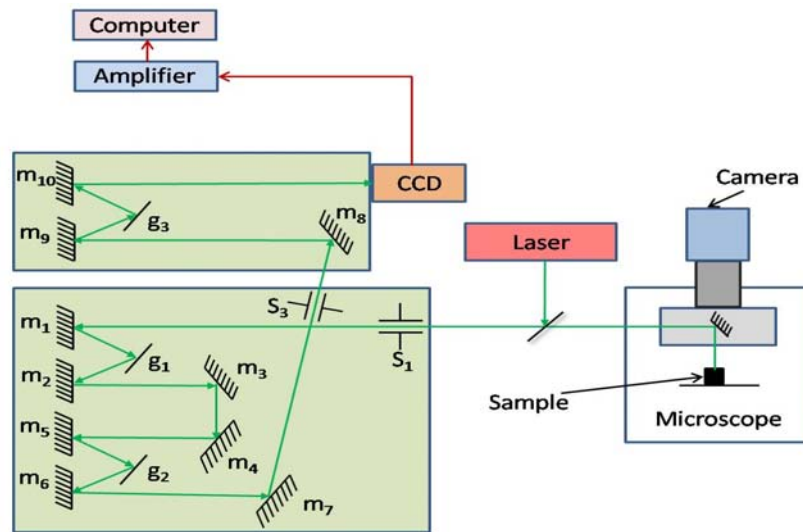 Computer
Amplifier
CCD
Camera
Laser
m₁₀
m₈
g₃
m₉
S₃
m₁
S₁
g₁
m₂
m₃
Sample
Microscope
m₅
m₄
g₂
m₆
m₇